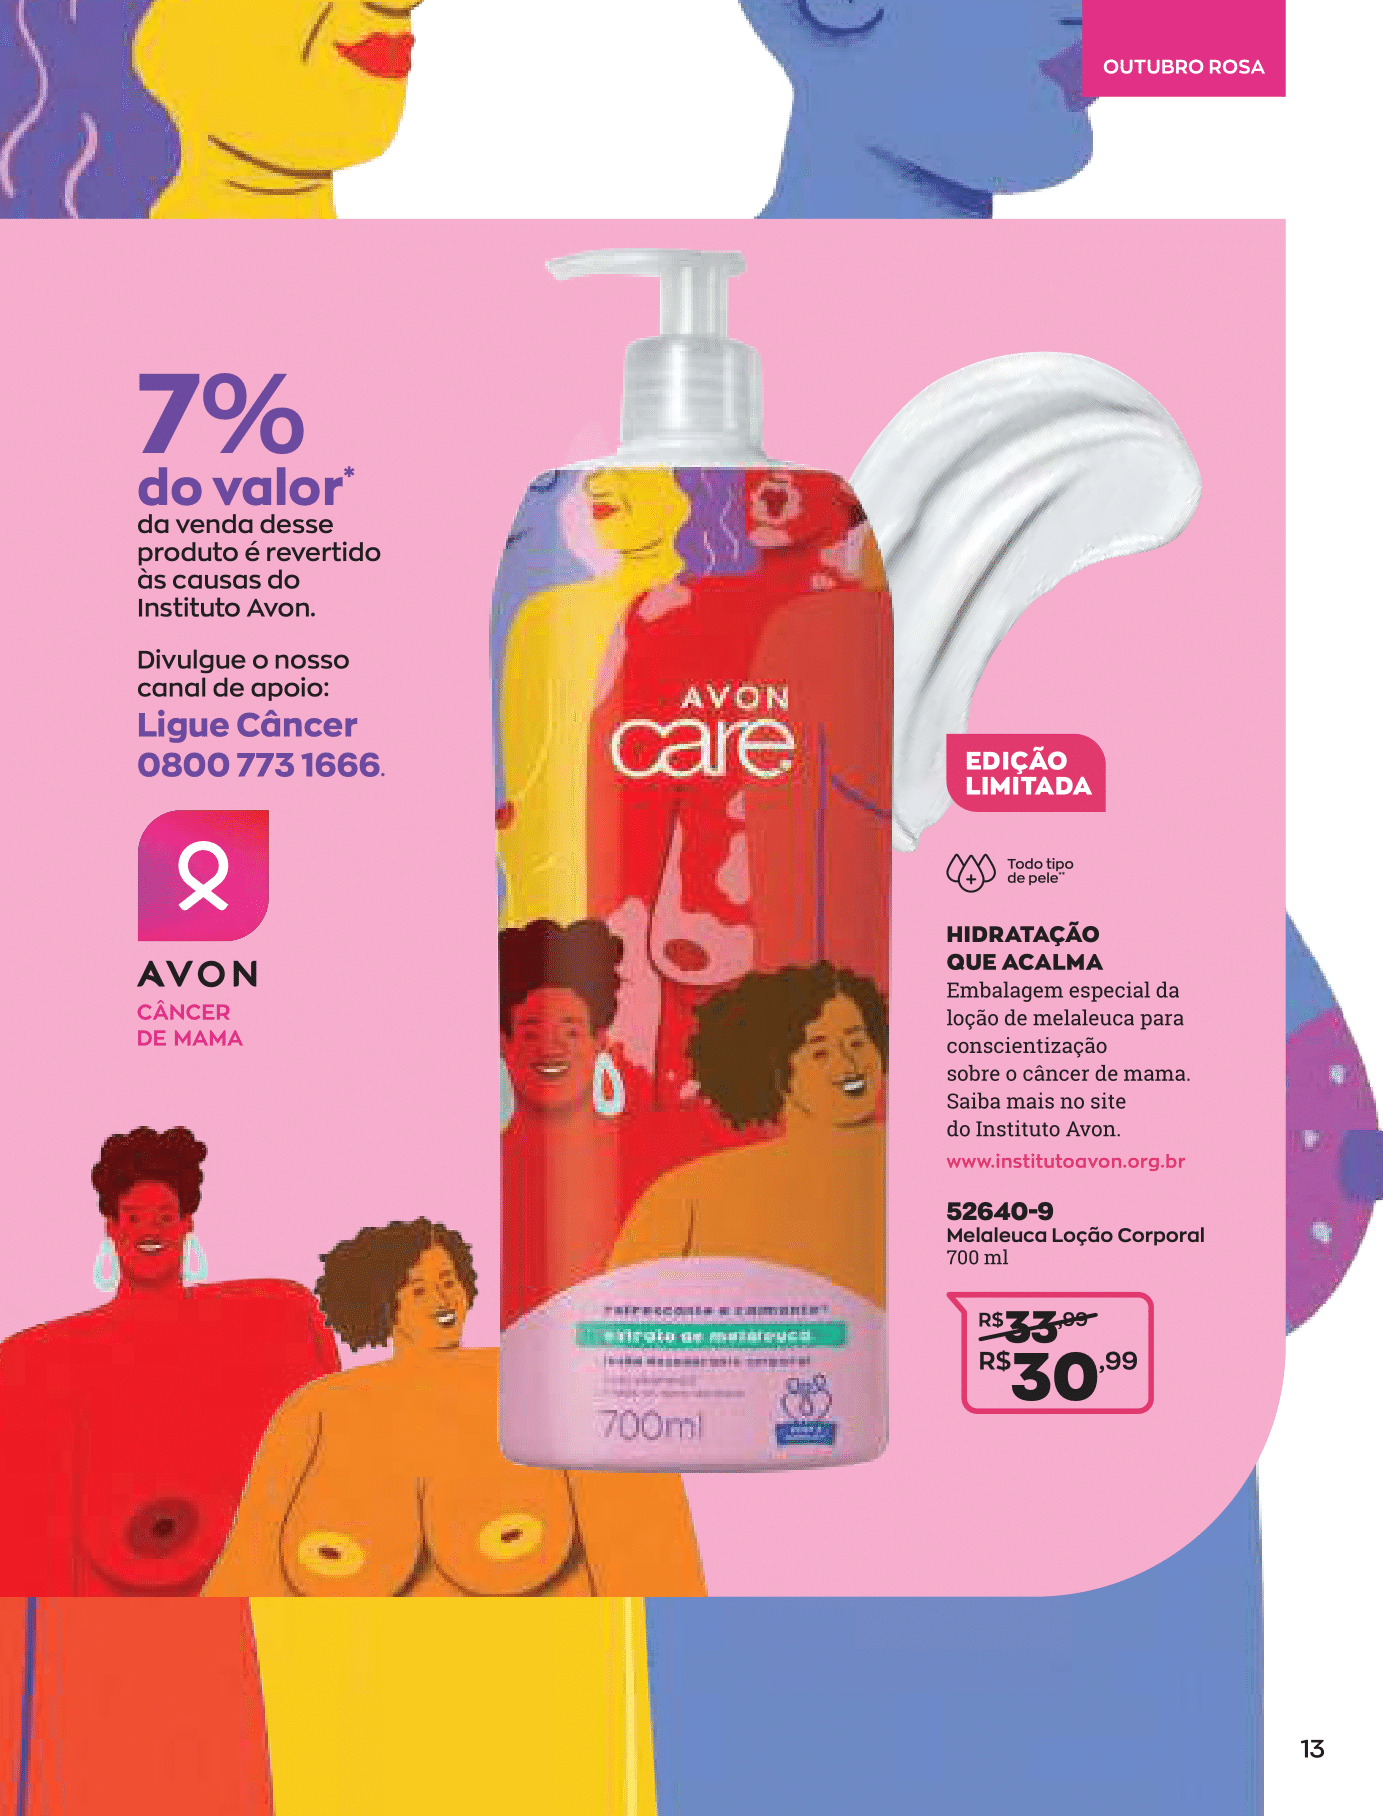 OUTUBRO ROSA
7%
do valor*
da venda desse
produto é revertido
às causas do
Instituto Avon.
Divulgue o nosso
canal de apoio:
Ligue Câncer
0800 773 1666.
AVON
CÂNCER
DE MAMA
AVON
care
refrescante e calmante*
extrato de melaleuca
700ml
EDIÇÃO
LIMITADA
Todo tipo
de pele**
HIDRATAÇÃO
QUE ACALMA
Embalagem especial da
loção de melaleuca para
conscientização
sobre o câncer de mama.
Saiba mais no site
do Instituto Avon.
www.institutoavon.org.br
52640-9
Melaleuca Loção Corporal
700 ml
R$33,99
R$30,99
13